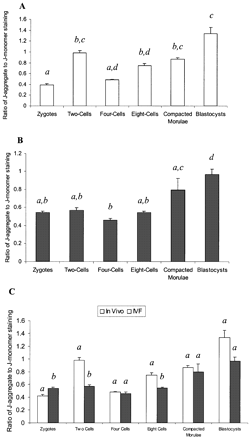 A
Ratio of J-aggregate to J-monomer staining
1.6
1.4
1.2
1
0.8
0.6
0.4
0.2
0
a
b,c
a,d
b,d
b,c
c
Zygotes
Two-Cells
Four-Cells
Eight-Cells
Compacted
Morulae
Blastocysts
B
Ratio of J-aggregate to J-monomer staining
1.2
1
0.8
0.6
0.4
0.2
0
a,b
a,b
b
a,b
a,c
d
Zygotes
Two-Cells
Four-Cells
Eight-Cells
Compacted
Morulae
Blastocysts
C
Ratio of J-aggregate to J-monomer staining
1.6
1.4
1.2
1
0.8
0.6
0.4
0.2
0
In Vivo IVF
a b
a b
a a
a b
a a
a b
Zygotes
Two Cells
Four Cells
Eight Cells
Compacted
Morulae
Blastocysts